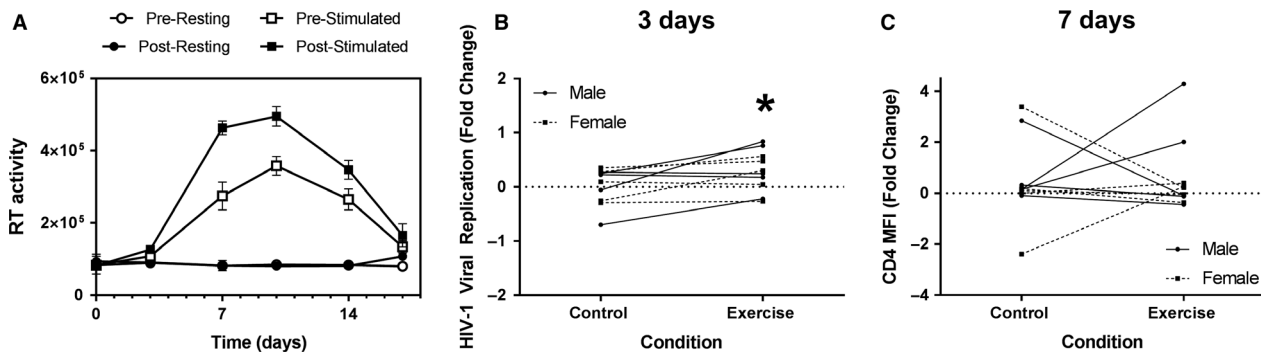 A
Pre-Resting
Pre-Stimulated
Post-Resting
Post-Stimulated
6×10⁵
4×10⁵
2×10⁵
0
RT activity
0 7 14
Time (days)
B
3 days
HIV-1 Viral Replication (Fold Change)
2
1
0
−1
−2
Male
Female
*
Control Exercise
Condition
C
7 days
CD4 MFI (Fold Change)
4
2
0
−2
−4
Male
Female
Control Exercise
Condition